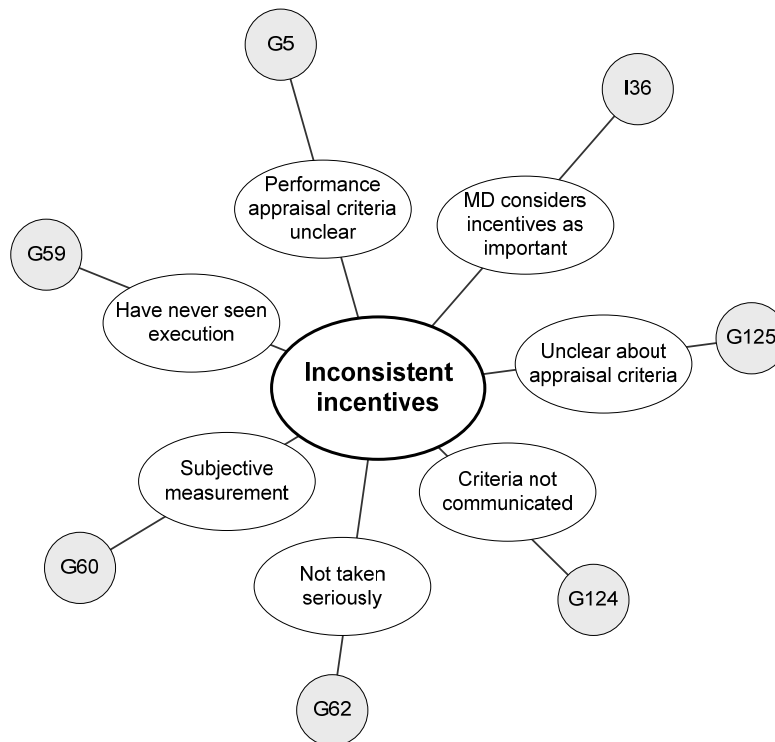 G5
I36
Performance
appraisal criteria
unclear
MD considers
incentives as
important
G59
Have never seen
execution
G125
Unclear about
appraisal criteria
Inconsistent
incentives
Subjective
measurement
Criteria not
communicated
G60
Not taken
seriously
G124
G62